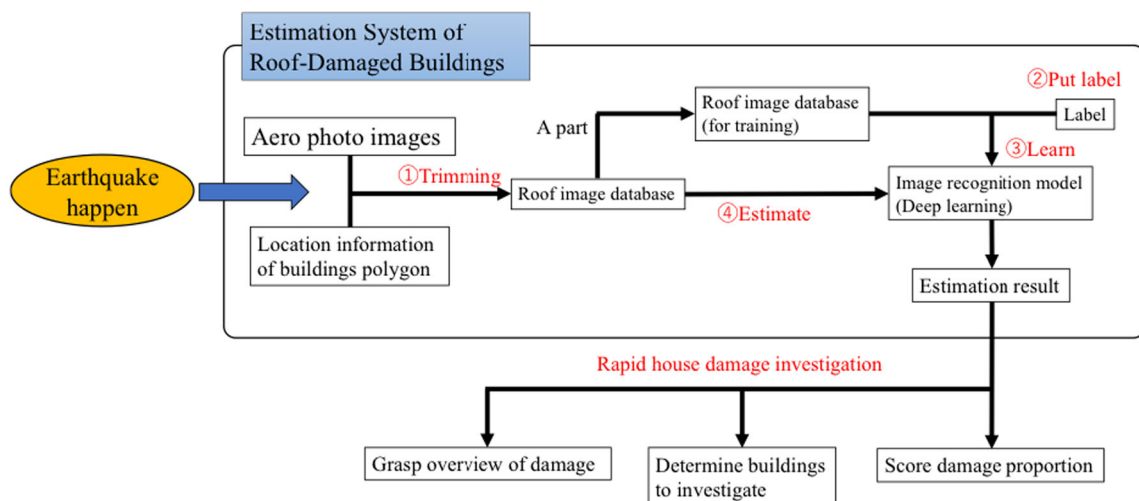 Estimation System of
Roof-Damaged Buildings
②Put label
Roof image database
(for training)
Label
A part
Aero photo images
③Learn
①Trimming
Earthquake
happen
Roof image database
Image recognition model
(Deep learning)
④Estimate
Location information
of buildings polygon
Estimation result
Rapid house damage investigation
Grasp overview of damage
Determine buildings
to investigate
Score damage proportion